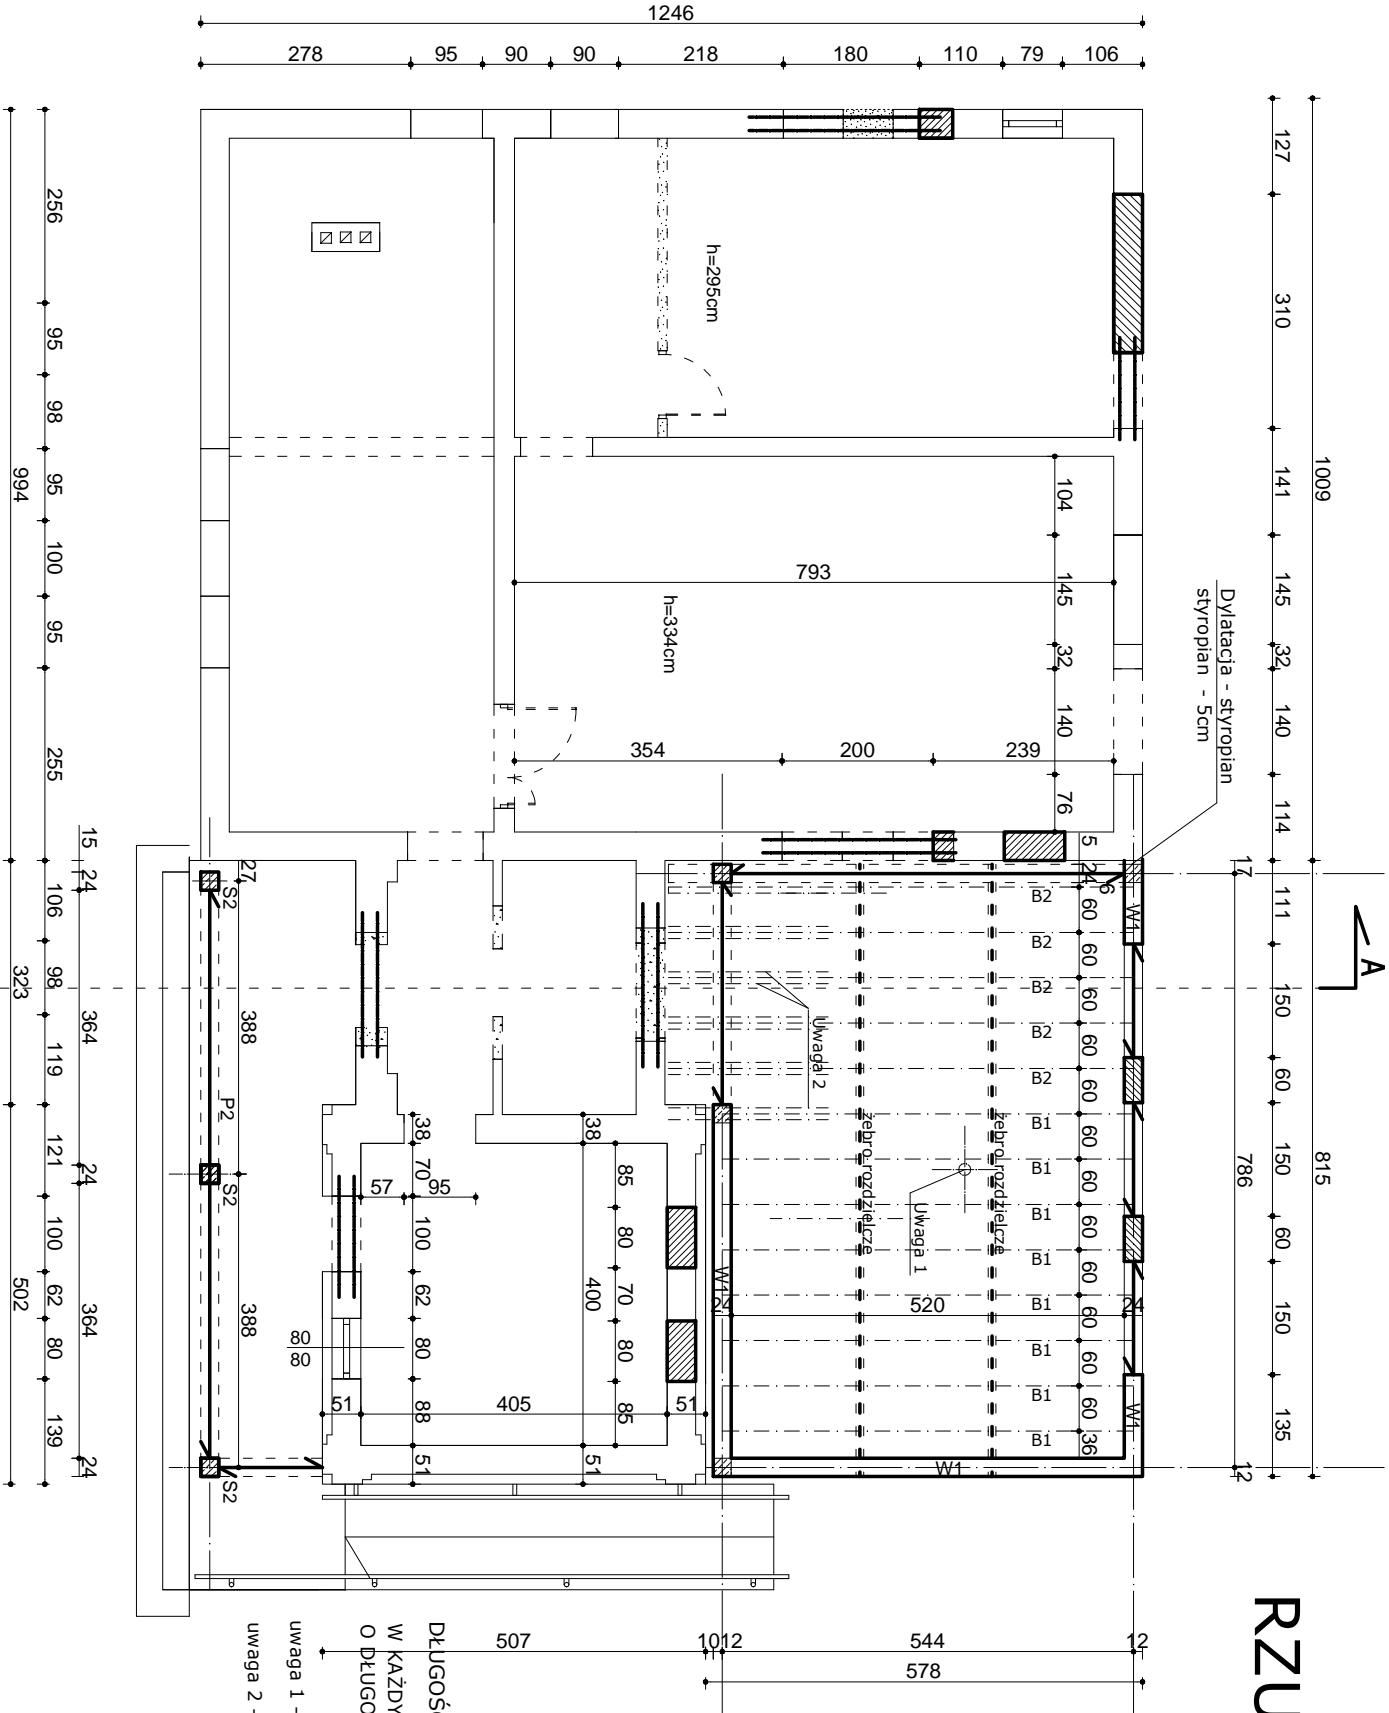 1246
278 95 90 90 218 180 110 79 106
1009
127 310 141 145 32 140 114
815
17 111 150 60 150 60 150 135
786 12
A
RZU
Dylatacja - styropian
styropian - 5cm
h=295cm
h=334cm
104 145 32 140 76
793
354 200 239
5
24 60 60 60 60 60 60 60 60 60 60 60 60 36
6
W1
W1
W1
W1
B2
B2
B2
B2
B2
B1
B1
B1
B1
B1
B1
B1
B1
Uwaga 2
Uwaga 1
żebro rozdzielcze
żebro rozdzielcze
24 520 24
38 85 80 70 80 85
38 400 51
38 70 100 62 80 88 51
57 95
80
80
51 405 51
27 388 388
S2
P2
S2
S2
15 24 364 24 364 24
256 95 98 95 100 95 255 106 98 119 121 100 62 80 139
994 323 502
507 10 12 544 12
578
DŁUGOŚ
W KAŻDY
O DŁUGO
uwaga 1 -
uwaga 2 -